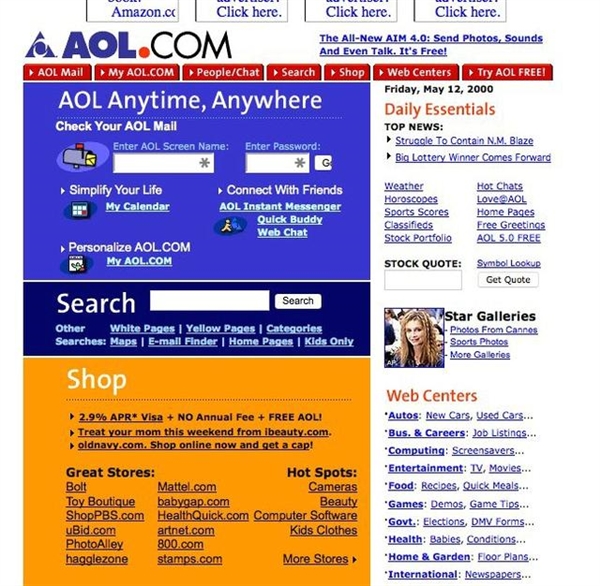 book!
advertiser!
advertiser!
advertiser!
Amazon.co
Click here.
Click here.
Click here.
AOL.COM
The All-New AIM 4.0: Send Photos, Sounds
And Even Talk. It's Free!
AOL Mail
My AOL.COM
People/Chat
Search
Shop
Web Centers
Try AOL FREE!
AOL Anytime, Anywhere
Check Your AOL Mail
Enter AOL Screen Name:
Enter Password:
Simplify Your Life
My Calendar
Connect With Friends
AOL Instant Messenger
Quick Buddy
Web Chat
Personalize AOL.COM
My AOL.COM
Search
Search
Other
Searches:
White Pages | Yellow Pages | Categories
Maps | E-mail Finder | Home Pages | Kids Only
Shop
2.9% APR* Visa + NO Annual Fee + FREE AOL!
Treat your mom this weekend from ibeauty.com.
oldnavy.com. Shop online now and get a cap!
Great Stores:
Bolt
Toy Boutique
ShopPBS.com
uBid.com
PhotoAlley
hagglezone
Mattel.com
babygap.com
HealthQuick.com
artnet.com
800.com
stamps.com
Hot Spots:
Cameras
Beauty
Computer Software
Kids Clothes
More Stores
Friday, May 12, 2000
Daily Essentials
TOP NEWS:
Struggle To Contain N.M. Blaze
Big Lottery Winner Comes Forward
Weather
Horoscopes
Sports Scores
Classifieds
Stock Portfolio
Hot Chats
Love@AOL
Home Pages
Free Greetings
AOL 5.0 FREE
STOCK QUOTE:
Symbol Lookup
Get Quote
AP
Star Galleries
- Photos From Cannes
- Sports Photos
- More Galleries
Web Centers
Autos: New Cars, Used Cars...
Bus. & Careers: Job Listings...
Computing: Screensavers...
Entertainment: TV, Movies...
Food: Recipes, Quick Meals...
Games: Demos, Game Tips...
Govt.: Elections, DMV Forms...
Health: Babies, Conditions...
Home & Garden: Floor Plans...
International: Newspapers...